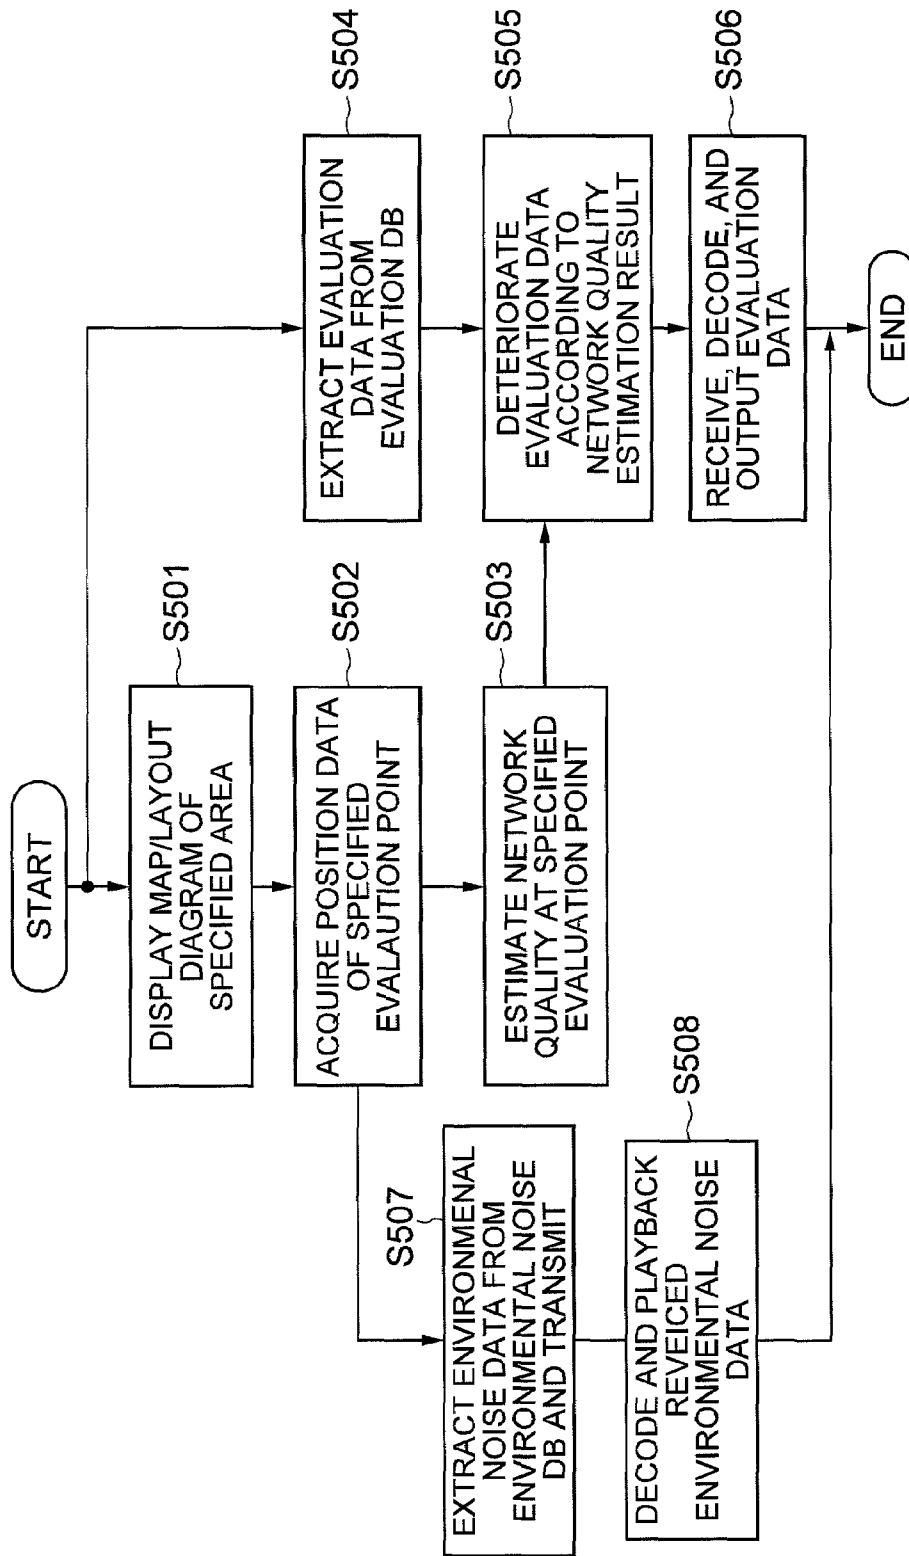 START
S501
DISPLAY MAP/LAYOUT
DIAGRAM OF
SPECIFIED AREA
S502
ACQUIRE POSITION DATA
OF SPECIFIED
EVALAUTION POINT
S503
ESTIMATE NETWORK
QUALITY AT SPECIFIED
EVALUATION POINT
S504
EXTRACT EVALUATION
DATA FROM
EVALUATION DB
S505
DETERIORATE
EVALUATION DATA
ACCORDING TO
NETWORK QUALITY
ESTIMATION RESULT
S506
RECEIVE, DECODE, AND
OUTPUT EVALUATION
DATA
S507
EXTRACT ENVIRONMENAL
NOISE DATA FROM
ENVIRONMENTAL NOISE
DB AND TRANSMIT
S508
DECODE AND PLAYBACK
REVEICED
ENVIRONMENTAL NOISE
DATA
END